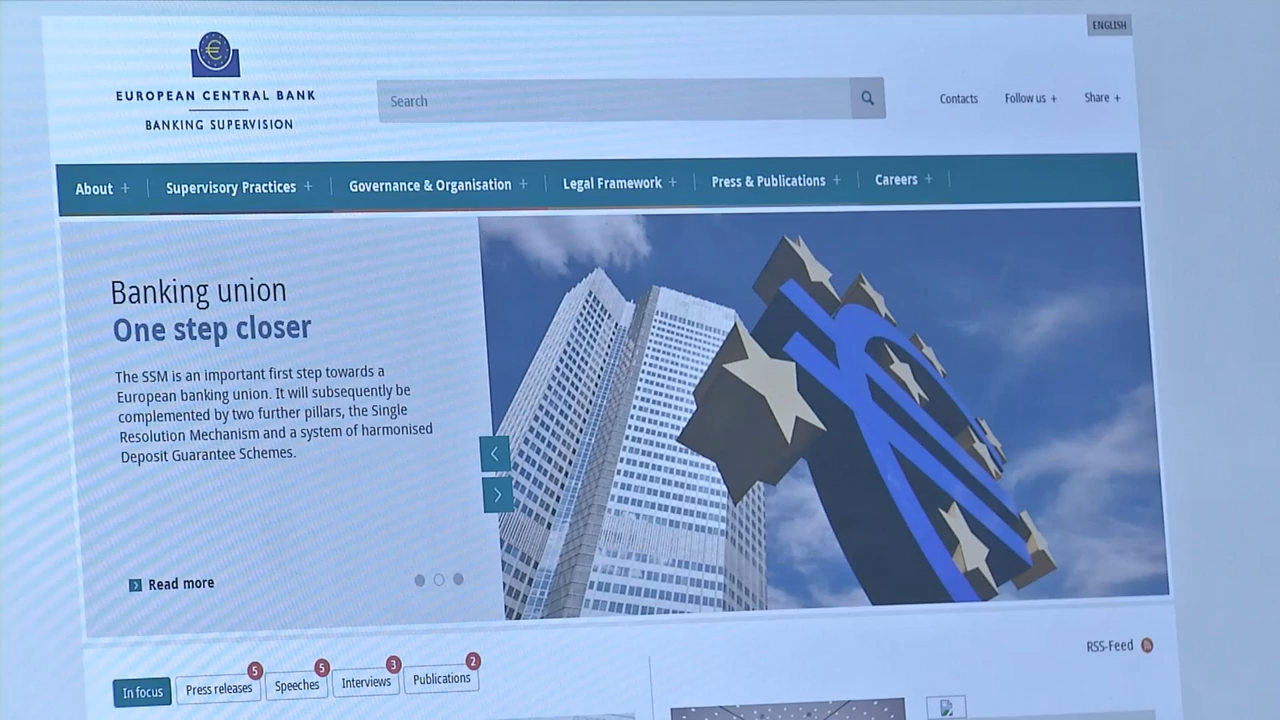 ENGLISH
€
EUROPEAN CENTRAL BANK
BANKING SUPERVISION
Search
Contacts
Follow us +
Share +
About +
Supervisory Practices +
Governance & Organisation +
Legal Framework +
Press & Publications +
Careers +
Banking union
One step closer
The SSM is an important first step towards a
European banking union. It will subsequently be
complemented by two further pillars, the Single
Resolution Mechanism and a system of harmonised
Deposit Guarantee Schemes.
Read more
RSS-Feed
In focus
Press releases 5
Speeches 5
Interviews 3
Publications 2